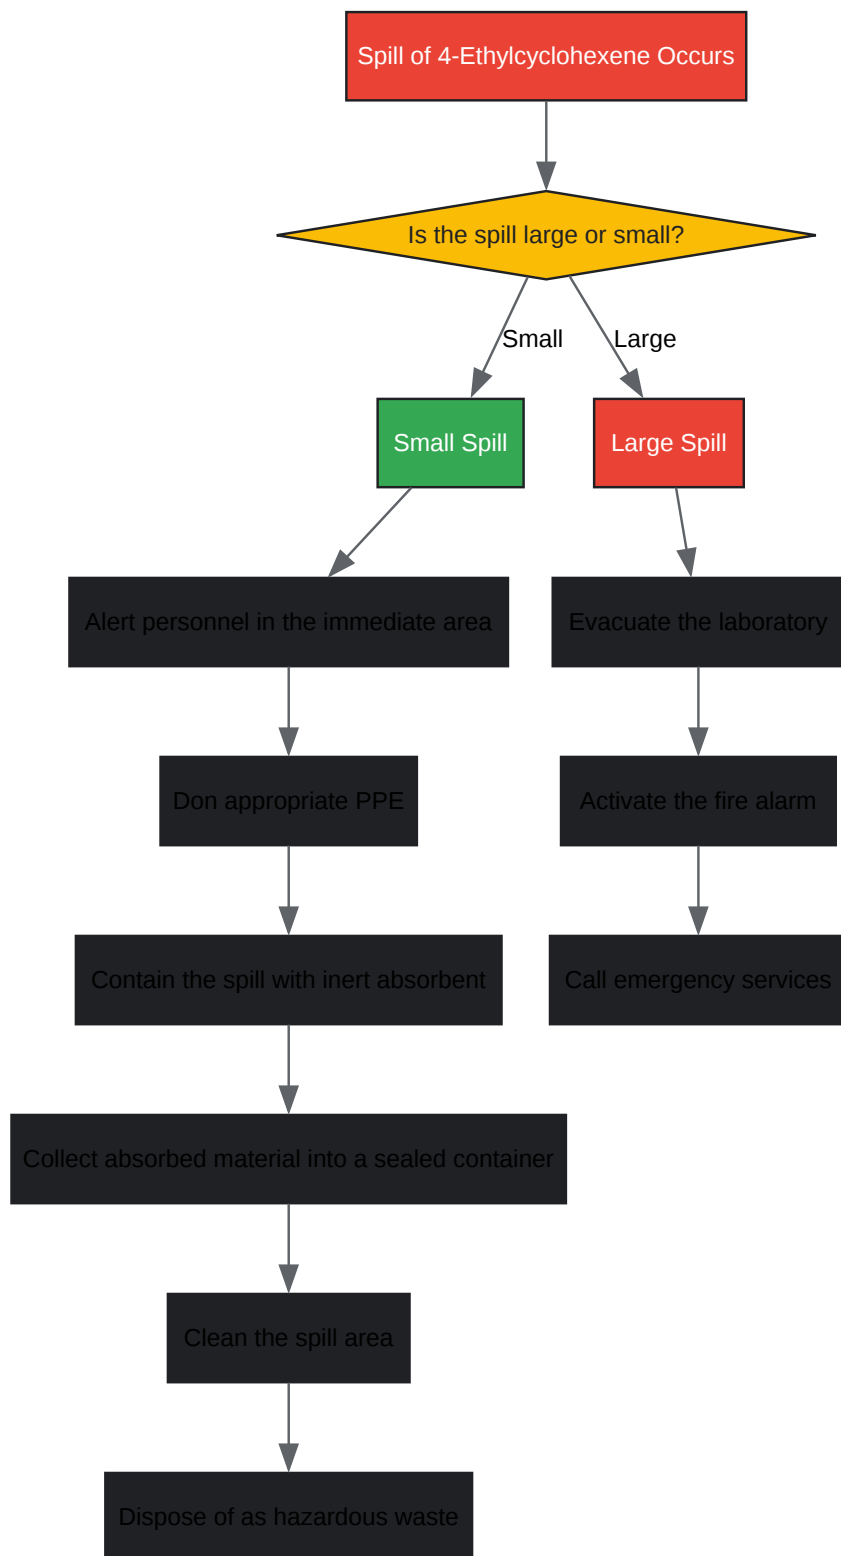 Spill of 4-Ethylcyclohexene Occurs
Is the spill large or small?
Small
Large
Small Spill
Large Spill
Alert personnel in the immediate area
Evacuate the laboratory
Don appropriate PPE
Activate the fire alarm
Contain the spill with inert absorbent
Call emergency services
Collect absorbed material into a sealed container
Clean the spill area
Dispose of as hazardous waste